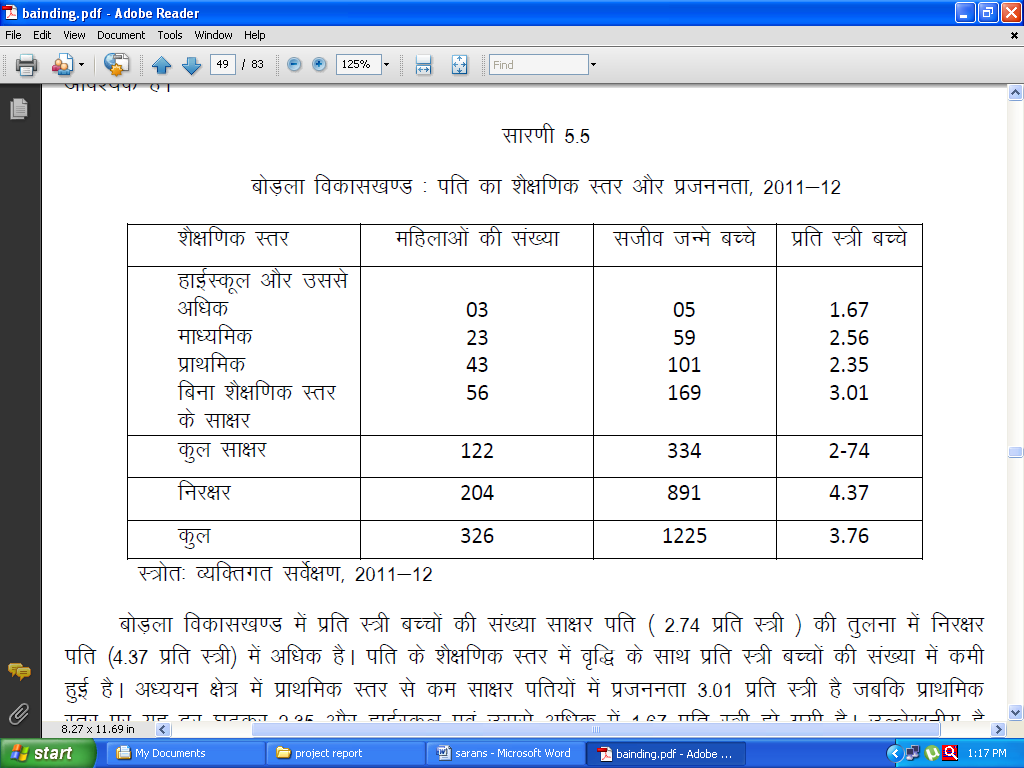 bainding.pdf - Adobe Reader
File Edit View Document Tools Window Help
49 / 83 125% Find
सारणी 5.5
बोड़ला विकासखण्ड : पति का शैक्षणिक स्तर और प्रजननता, 2011–12
शैक्षणिक स्तर महिलाओं की संख्या सजीव जन्मे बच्चे प्रति स्त्री बच्चे
हाईस्कूल और उससे
अधिक 03 05 1.67
माध्यमिक 23 59 2.56
प्राथमिक 43 101 2.35
बिना शैक्षणिक स्तर 56 169 3.01
के साक्षर
कुल साक्षर 122 334 2-74
निरक्षर 204 891 4.37
कुल 326 1225 3.76
स्त्रोतः व्यक्तिगत सर्वेक्षण, 2011–12
बोड़ला विकासखण्ड में प्रति स्त्री बच्चों की संख्या साक्षर पति ( 2.74 प्रति स्त्री ) की तुलना में निरक्षर
पति (4.37 प्रति स्त्री) में अधिक है। पति के शैक्षणिक स्तर में वृद्धि के साथ प्रति स्त्री बच्चों की संख्या में कमी
हुई है। अध्ययन क्षेत्र में प्राथमिक स्तर से कम साक्षर पतियों में प्रजननता 3.01 प्रति स्त्री है जबकि प्राथमिक
8.27 x 11.69 in
start My Documents project report sarans - Microsoft Word bainding.pdf - Adobe ... 1:17 PM